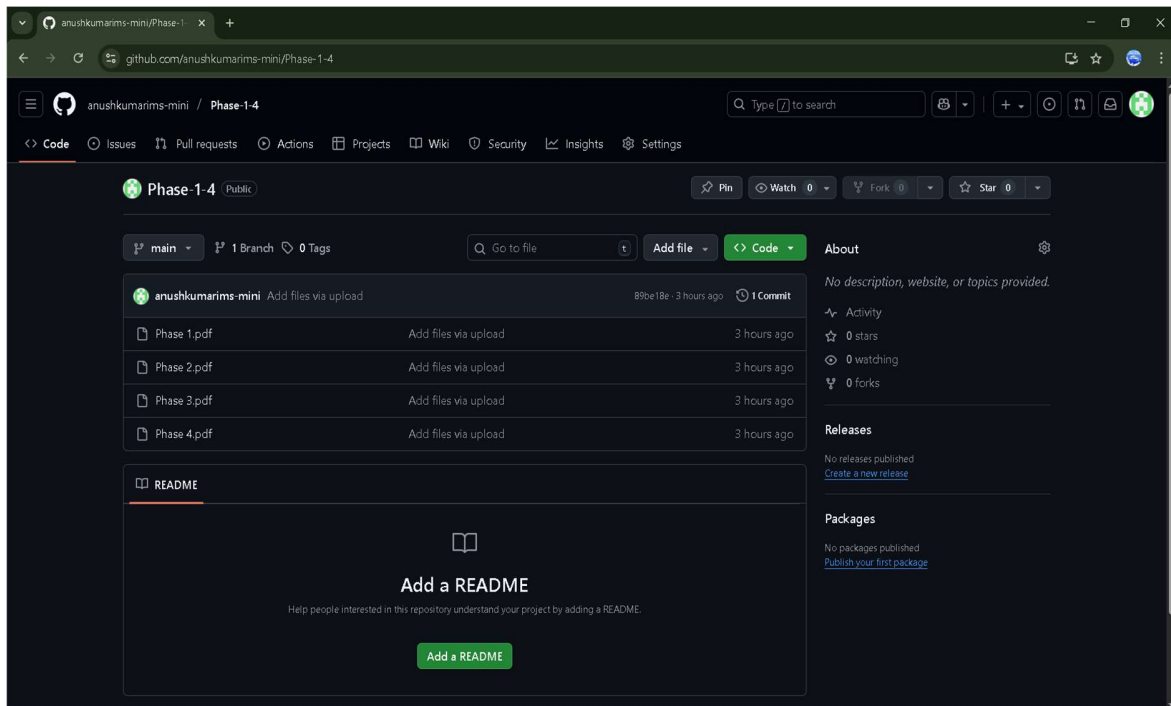 anushkumarims-mini/Phase-1-
github.com/anushkumarims-mini/Phase-1-4
anushkumarims-mini / Phase-1-4
Type / to search
Code Issues Pull requests Actions Projects Wiki Security Insights Settings
Phase-1-4 Public
Pin Watch 0 Fork 0 Star 0
main 1 Branch 0 Tags
Go to file t Add file Code
About
No description, website, or topics provided.
anushkumarims-mini Add files via upload 89be18e · 3 hours ago 1 Commit
Phase 1.pdf Add files via upload 3 hours ago
Phase 2.pdf Add files via upload 3 hours ago
Phase 3.pdf Add files via upload 3 hours ago
Phase 4.pdf Add files via upload 3 hours ago
Activity
0 stars
0 watching
0 forks
Releases
No releases published
Create a new release
Packages
No packages published
Publish your first package
README
Add a README
Help people interested in this repository understand your project by adding a README.
Add a README